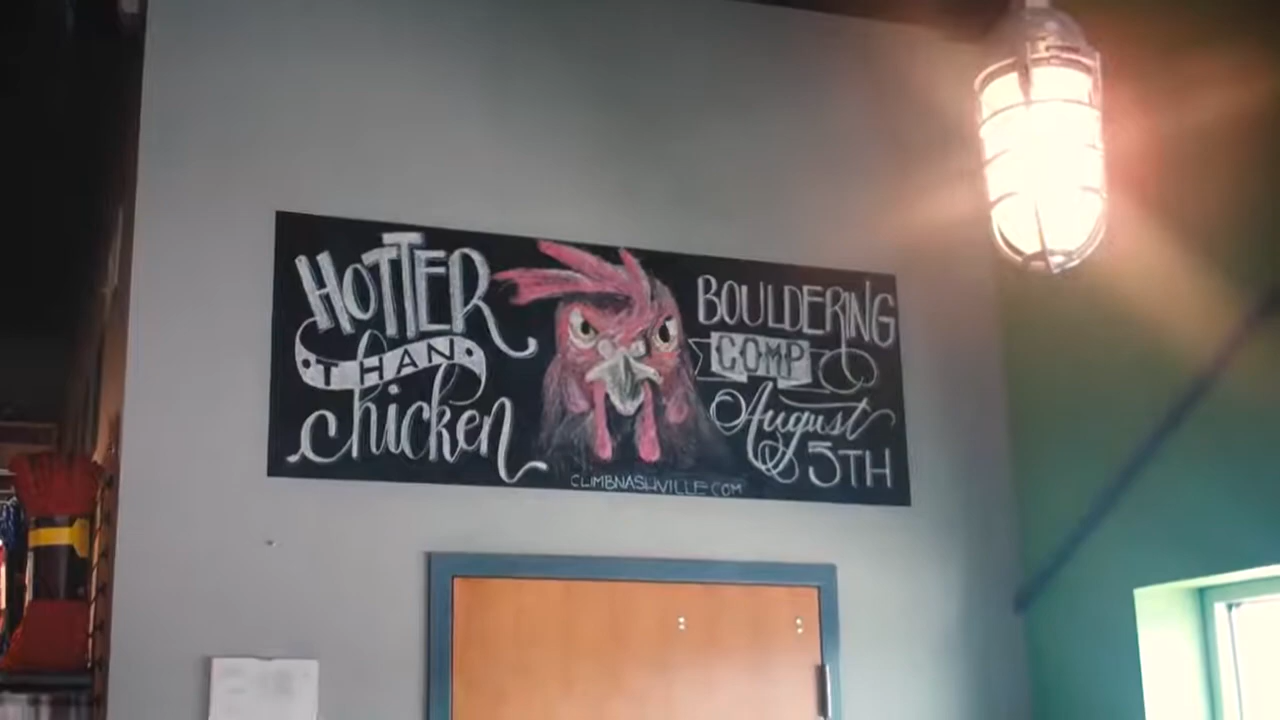 HOTTER
THAN
chicken
BOULDERING
COMP
August
5TH
CLIMBNASHVILLE.COM